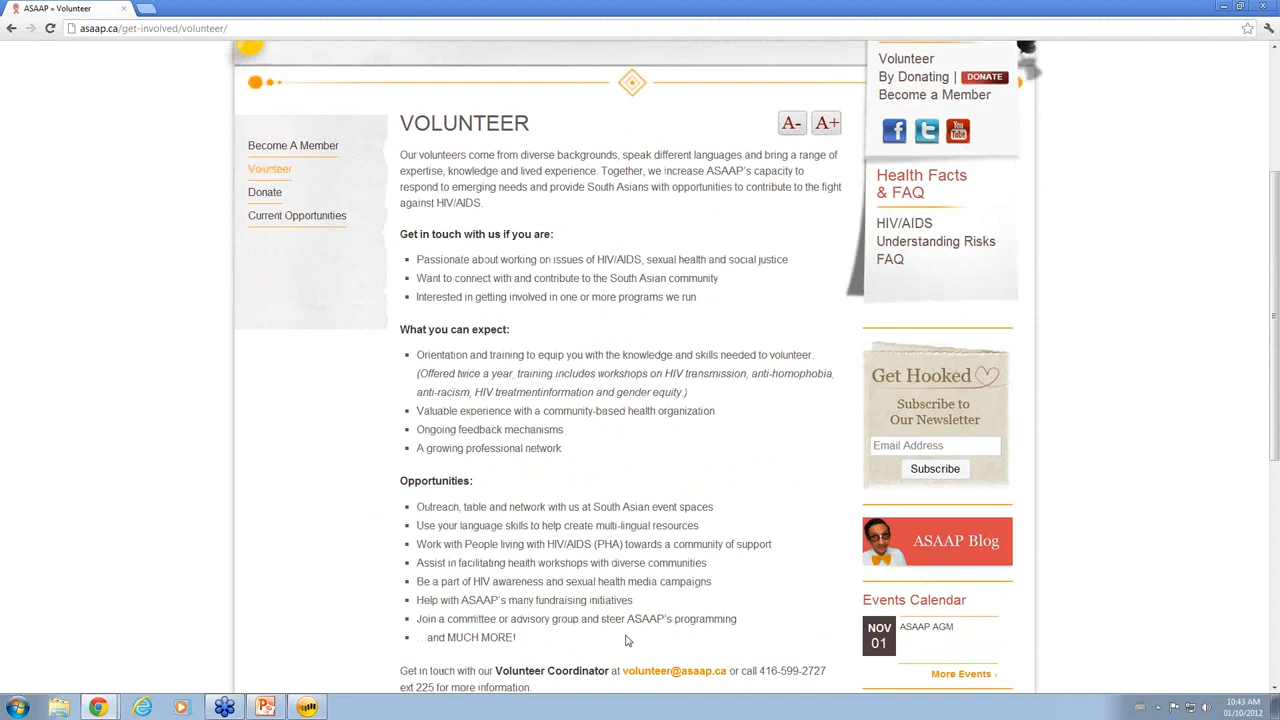 ASAAP » Volunteer
asaap.ca/get-involved/volunteer/
Volunteer
By Donating | DONATE
Become a Member
VOLUNTEER
A- A+
Become A Member
Volunteer
Donate
Current Opportunities
Our volunteers come from diverse backgrounds, speak different languages and bring a range of
expertise, knowledge and lived experience. Together, we increase ASAAP's capacity to
respond to emerging needs and provide South Asians with opportunities to contribute to the fight
against HIV/AIDS.
Get in touch with us if you are:
Passionate about working on issues of HIV/AIDS, sexual health and social justice
Want to connect with and contribute to the South Asian community
Interested in getting involved in one or more programs we run
What you can expect:
Orientation and training to equip you with the knowledge and skills needed to volunteer.
(Offered twice a year, training includes workshops on HIV transmission, anti-homophobia,
anti-racism, HIV treatmentinformation and gender equity.)
Valuable experience with a community-based health organization
Ongoing feedback mechanisms
A growing professional network
Opportunities:
Outreach, table and network with us at South Asian event spaces
Use your language skills to help create multi-lingual resources
Work with People living with HIV/AIDS (PHA) towards a community of support
Assist in facilitating health workshops with diverse communities
Be a part of HIV awareness and sexual health media campaigns
Help with ASAAP's many fundraising initiatives
Join a committee or advisory group and steer ASAAP's programming
…and MUCH MORE!
Get in touch with our Volunteer Coordinator at volunteer@asaap.ca or call 416-599-2727
ext 225 for more information.
You Tube
Health Facts
& FAQ
HIV/AIDS
Understanding Risks
FAQ
Get Hooked
Subscribe to
Our Newsletter
Email Address
Subscribe
ASAAP Blog
Events Calendar
NOV
01
ASAAP AGM
More Events ›
10:43 AM
01/10/2012